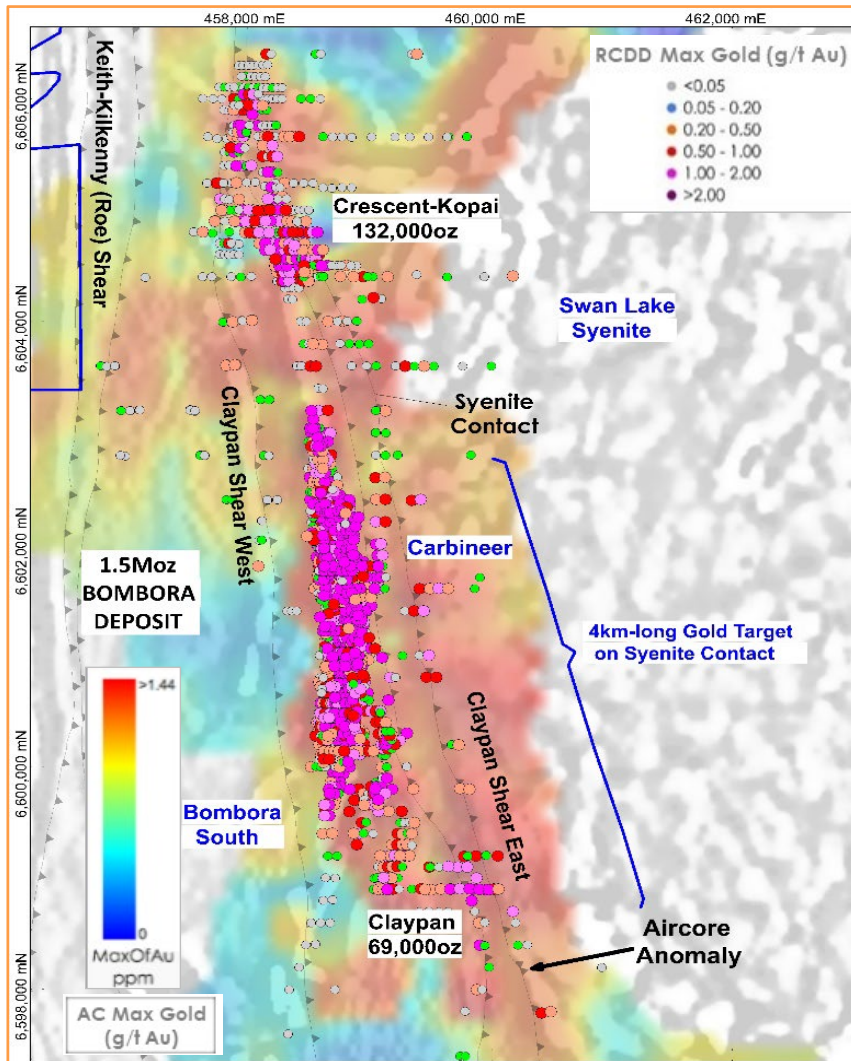 458,000 mE
460,000 mE
462,000 mE
6,606,000 mN
6,604,000 mN
6,602,000 mN
6,600,000 mN
6,598,000 mN
Keith-Kilkenny (Roe) Shear
RCDD Max Gold (g/t Au)
<0.05
0.05 - 0.20
0.20 - 0.50
0.50 - 1.00
1.00 - 2.00
>2.00
Crescent-Kopai
132,000oz
Swan Lake
Syenite
Syenite
Contact
Claypan Shear West
Carbineer
1.5Moz
BOMBORA
DEPOSIT
4km-long Gold Target
on Syenite Contact
>1.44
0
MaxOfAu
ppm
Claypan Shear East
Bombora
South
Claypan
69,000oz
Aircore
Anomaly
AC Max Gold
(g/t Au)